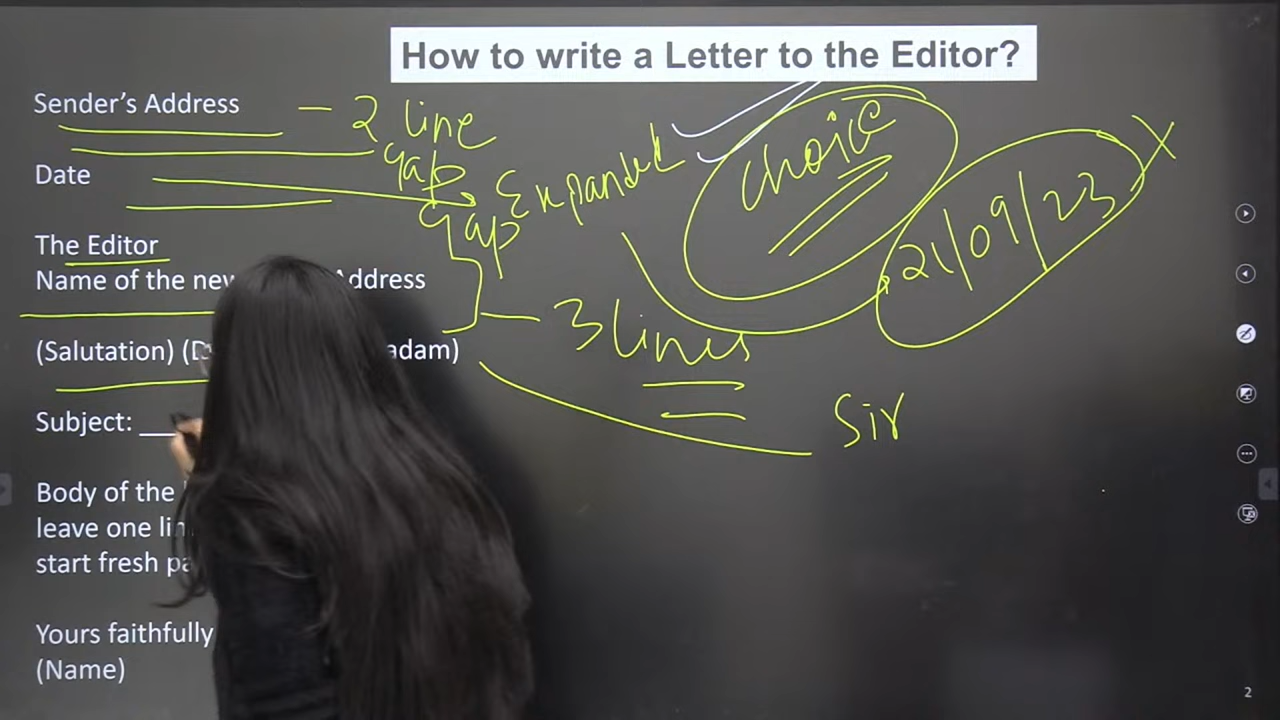 How to write a Letter to the Editor?
Sender's Address — 2 line
gap
Date
gap Expanded
choice
21/09/23 X
The Editor
Name of the new Address
3 lines
(Salutation) (D adam)
Sir
Subject: __
Body of the
leave one lin
start fresh pa
Yours faithfully
(Name)
2